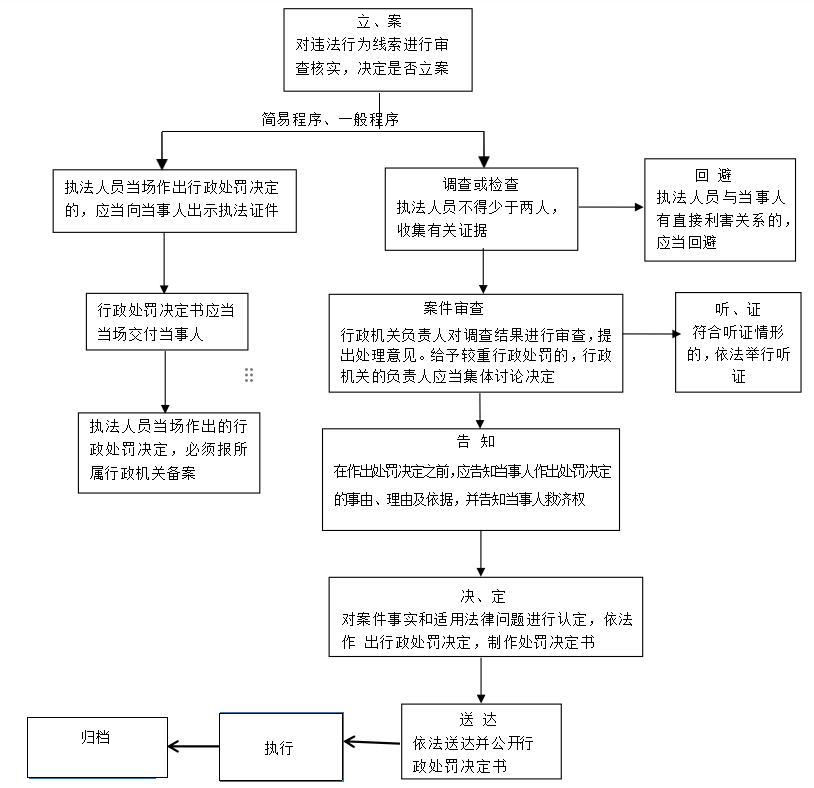 立、案
对违法行为线索进行审
查核实，决定是否立案
简易程序、一般程序
执法人员当场作出行政处罚决定
的，应当向当事人出示执法证件
调查或检查
执法人员不得少于两人，
收集有关证据
回 避
执法人员与当事人
有直接利害关系的，
应当回避
行政处罚决定书应当
当场交付当事人
案件审查
行政机关负责人对调查结果进行审查，提
出处理意见。给予较重行政处罚的，行政
机关的负责人应当集体讨论决定
听、证
符合听证情形
的，依法举行听
证
执法人员当场作出的行
政处罚决定，必须报所
属行政机关备案
告 知
在作出处罚决定之前，应告知当事人作出处罚决定
的事由、理由及依据，并告知当事人救济权
决、定
对案件事实和适用法律问题进行认定，依法
作 出行政处罚决定，制作处罚决定书
送 达
依法送达并公开行
政处罚决定书
执行
归档